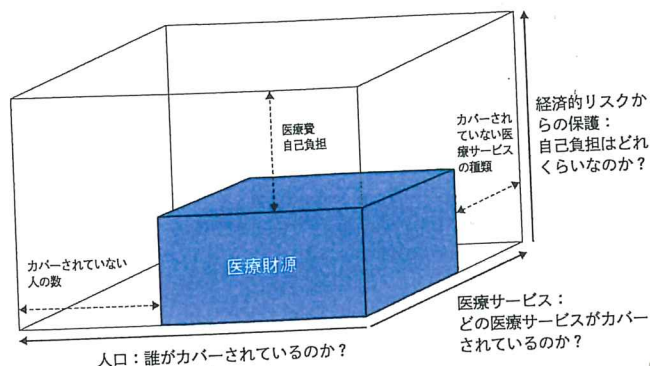 医療費
自己負担
カバーされ
ていない医
療サービス
の種類
経済的リスクか
らの保護：
自己負担はどれ
くらいなのか？
カバーされていない
人の数
医療財源
医療サービス：
どの医療サービスがカバー
されているのか？
人口：誰がカバーされているのか？